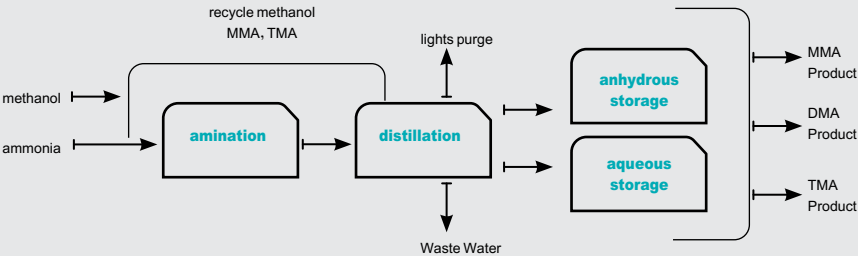 recycle methanol
MMA, TMA
lights purge
methanol
ammonia
amination
distillation
anhydrous
storage
aqueous
storage
MMA
Product
DMA
Product
TMA
Product
Waste Water